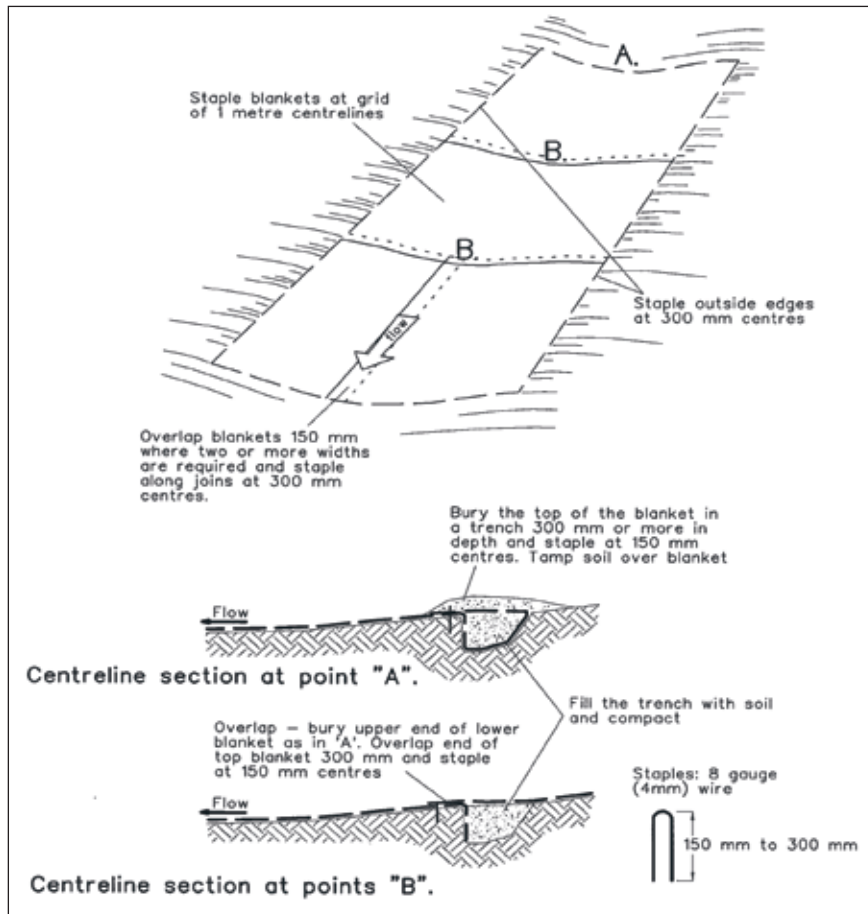 A.
Staple blankets at grid
of 1 metre centrelines
B.
B.
Staple outside edges
at 300 mm centres
flow
Overlap blankets 150 mm
where two or more widths
are required and staple
along joins at 300 mm
centres.
Bury the top of the blanket in
a trench 300 mm or more in
depth and staple at 150 mm
centres. Tamp soil over blanket
Flow
Centreline section at point "A".
Fill the trench with soil
and compact
Overlap – bury upper end of lower
blanket as in 'A'. Overlap end of
top blanket 300 mm and staple
at 150 mm centres
Staples: 8 gauge
(4mm) wire
Flow
150 mm to 300 mm
Centreline section at points "B".